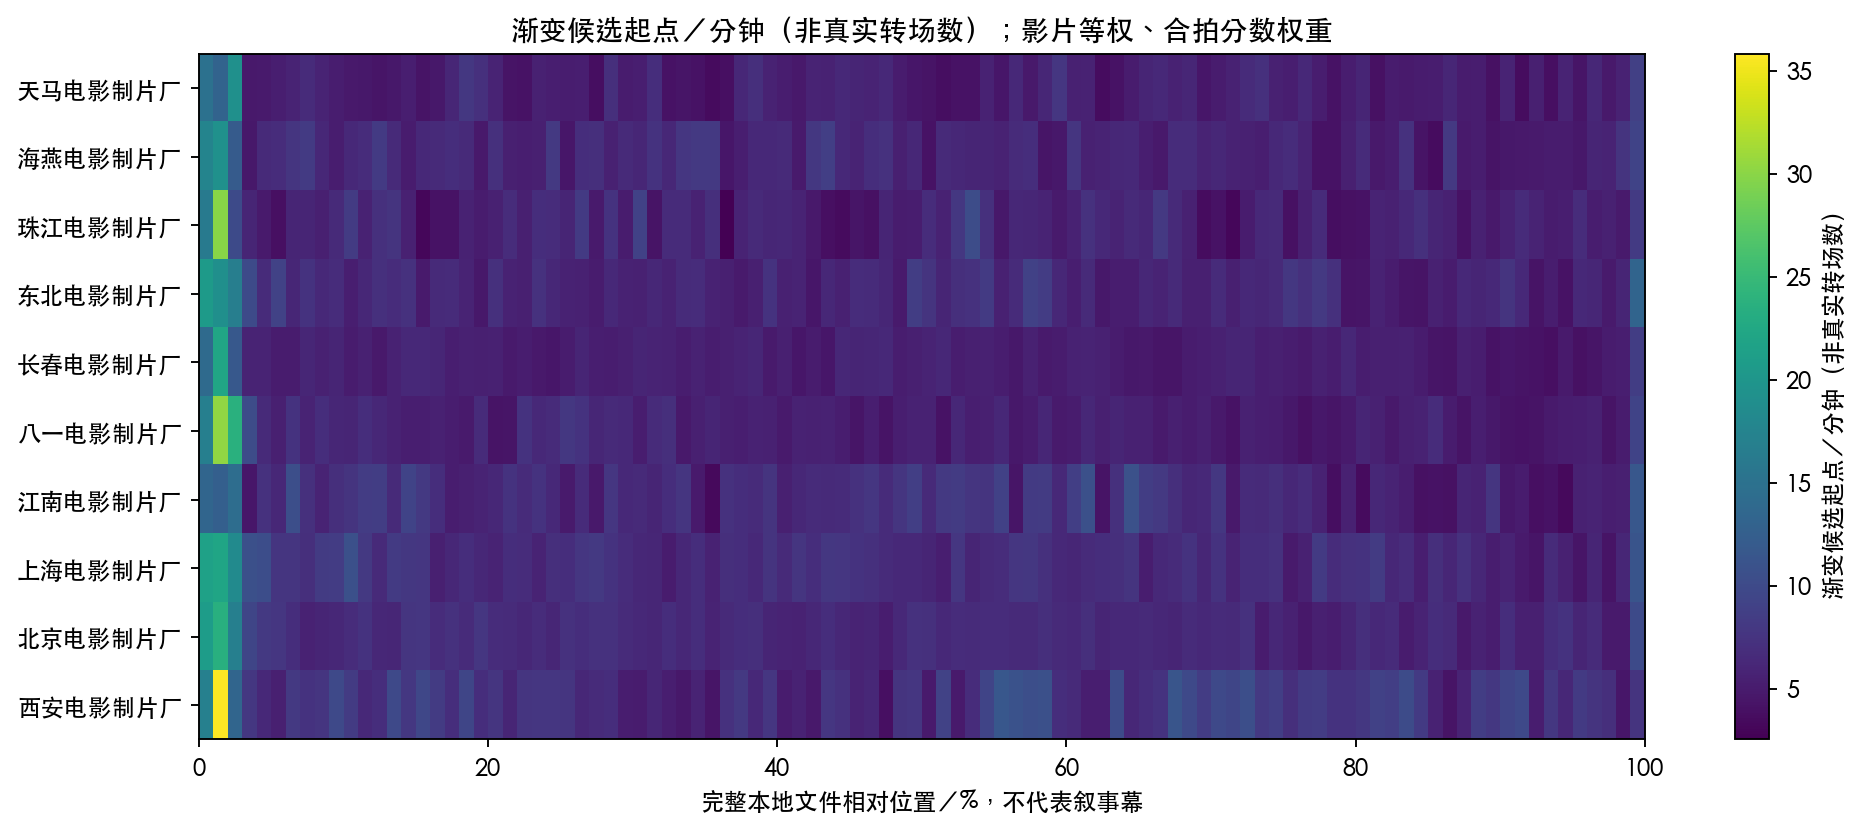 渐变候选起点／分钟（非真实转场数）；影片等权、合拍分数权重
天马电影制片厂
海燕电影制片厂
珠江电影制片厂
东北电影制片厂
长春电影制片厂
八一电影制片厂
江南电影制片厂
上海电影制片厂
北京电影制片厂
西安电影制片厂
0 20 40 60 80 100
完整本地文件相对位置／%，不代表叙事幕
35
30
25
20
15
10
5
渐变候选起点／分钟（非真实转场数）